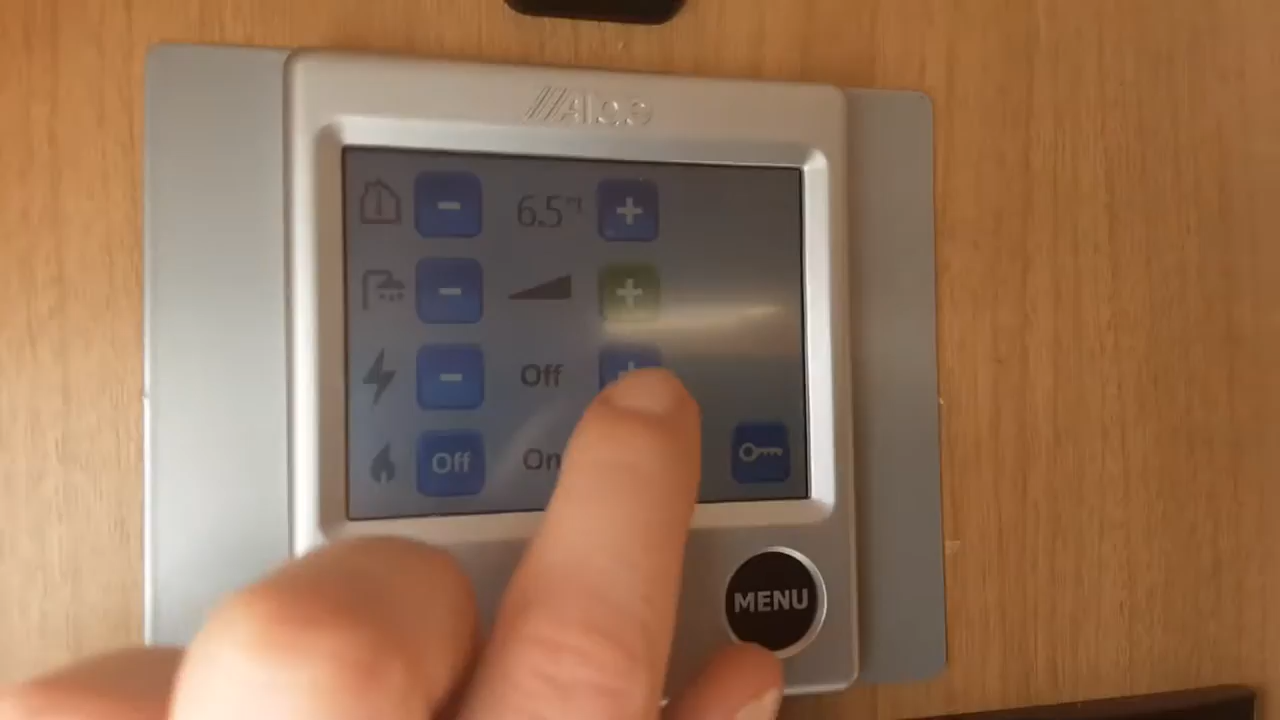 Alde
- 6.5°C +
- +
- Off +
Off On
MENU